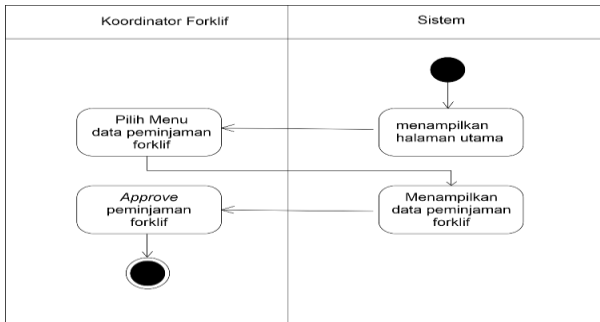 Koordinator Forklif
Sistem
Pilih Menu
data peminjaman
forklif
menampilkan
halaman utama
Approve
peminjaman
forklif
Menampilkan
data peminjaman
forklif